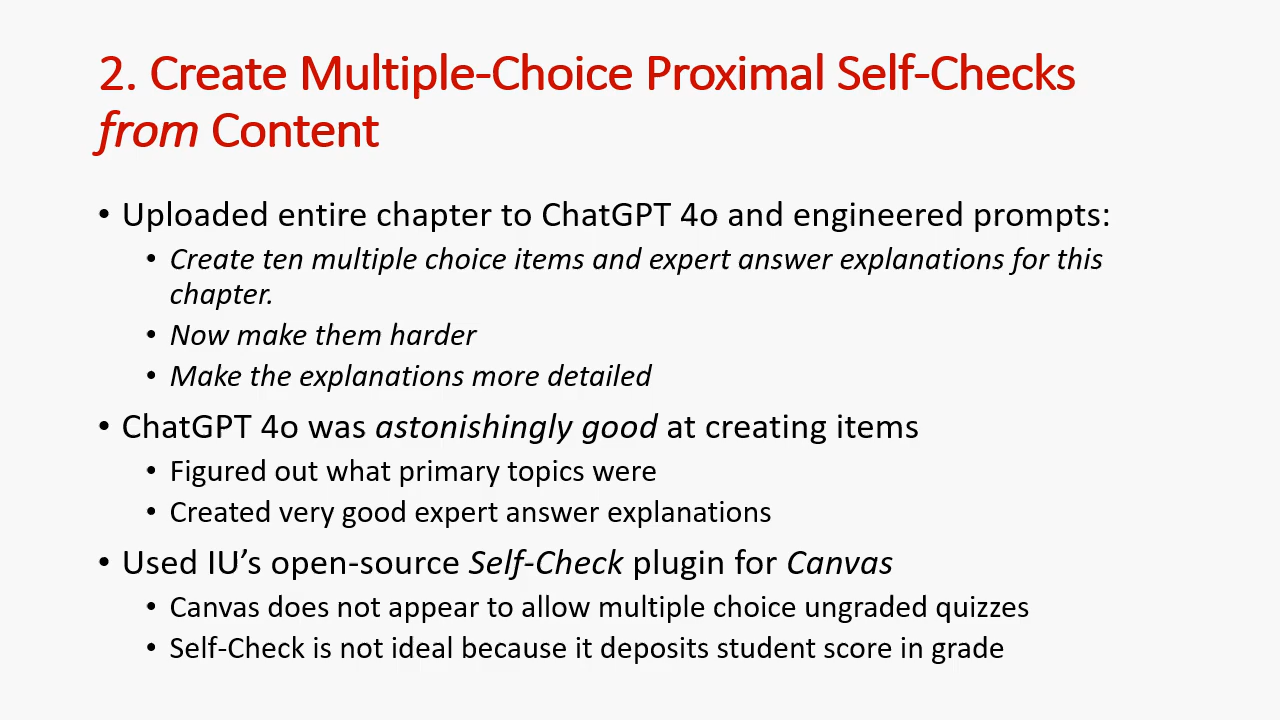 2. Create Multiple-Choice Proximal Self-Checks
from Content
• Uploaded entire chapter to ChatGPT 4o and engineered prompts:
• Create ten multiple choice items and expert answer explanations for this
chapter.
• Now make them harder
• Make the explanations more detailed
• ChatGPT 4o was astonishingly good at creating items
• Figured out what primary topics were
• Created very good expert answer explanations
• Used IU’s open-source Self-Check plugin for Canvas
• Canvas does not appear to allow multiple choice ungraded quizzes
• Self-Check is not ideal because it deposits student score in grade